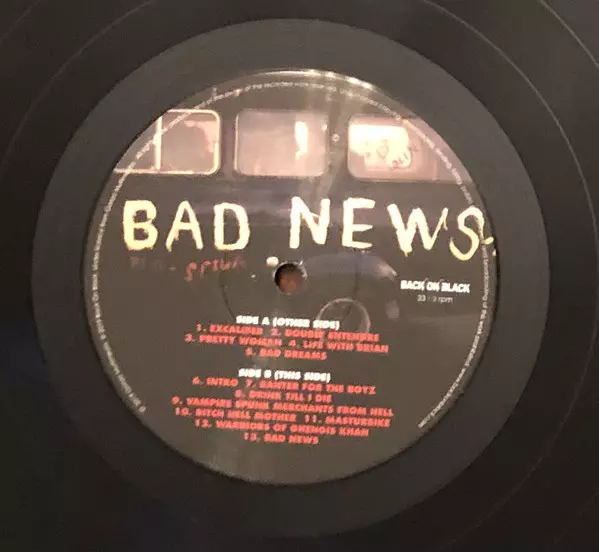 BAD NEWS
BACK ON BLACK
33 1/3 rpm
SIDE A (OTHER SIDE)
1. EXCALIBER 2. DOUBLE ENTENDRE
3. PRETTY WOMAN 4. LIFE WITH BRIAN
5. BAD DREAMS
SIDE B (THIS SIDE)
6. INTRO 7. BANTER FOR THE BOYZ
8. DRINK TILL I DIE
9. VAMPIRE SPUNK MERCHANTS FROM HELL
10. BITCH HELL MOTHER 11. MASTURBIKE
12. WARRIORS OF GHENGIS KHAN
13. BAD NEWS